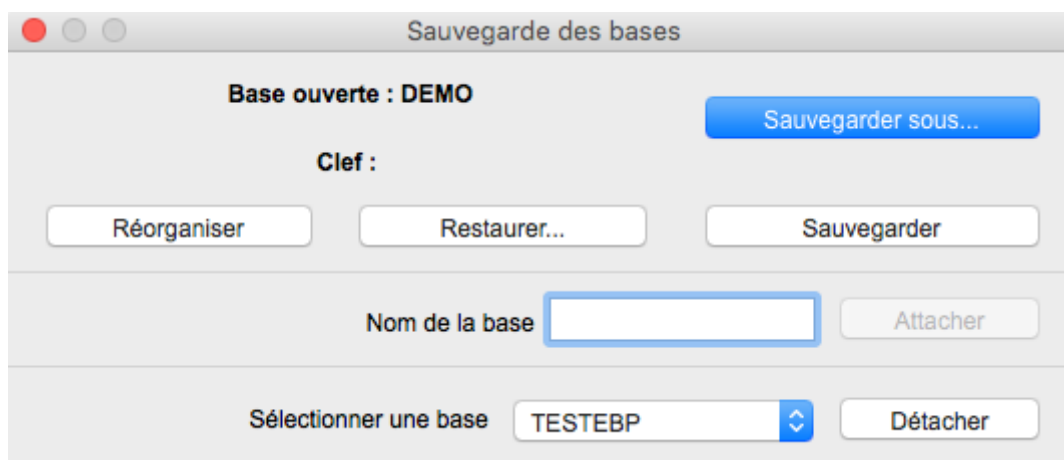 Sauvegarde des bases
Base ouverte : DEMO
Sauvegarder sous...
Clef :
Réorganiser
Restaurer...
Sauvegarder
Nom de la base
Attacher
Sélectionner une base
TESTEBP
Détacher